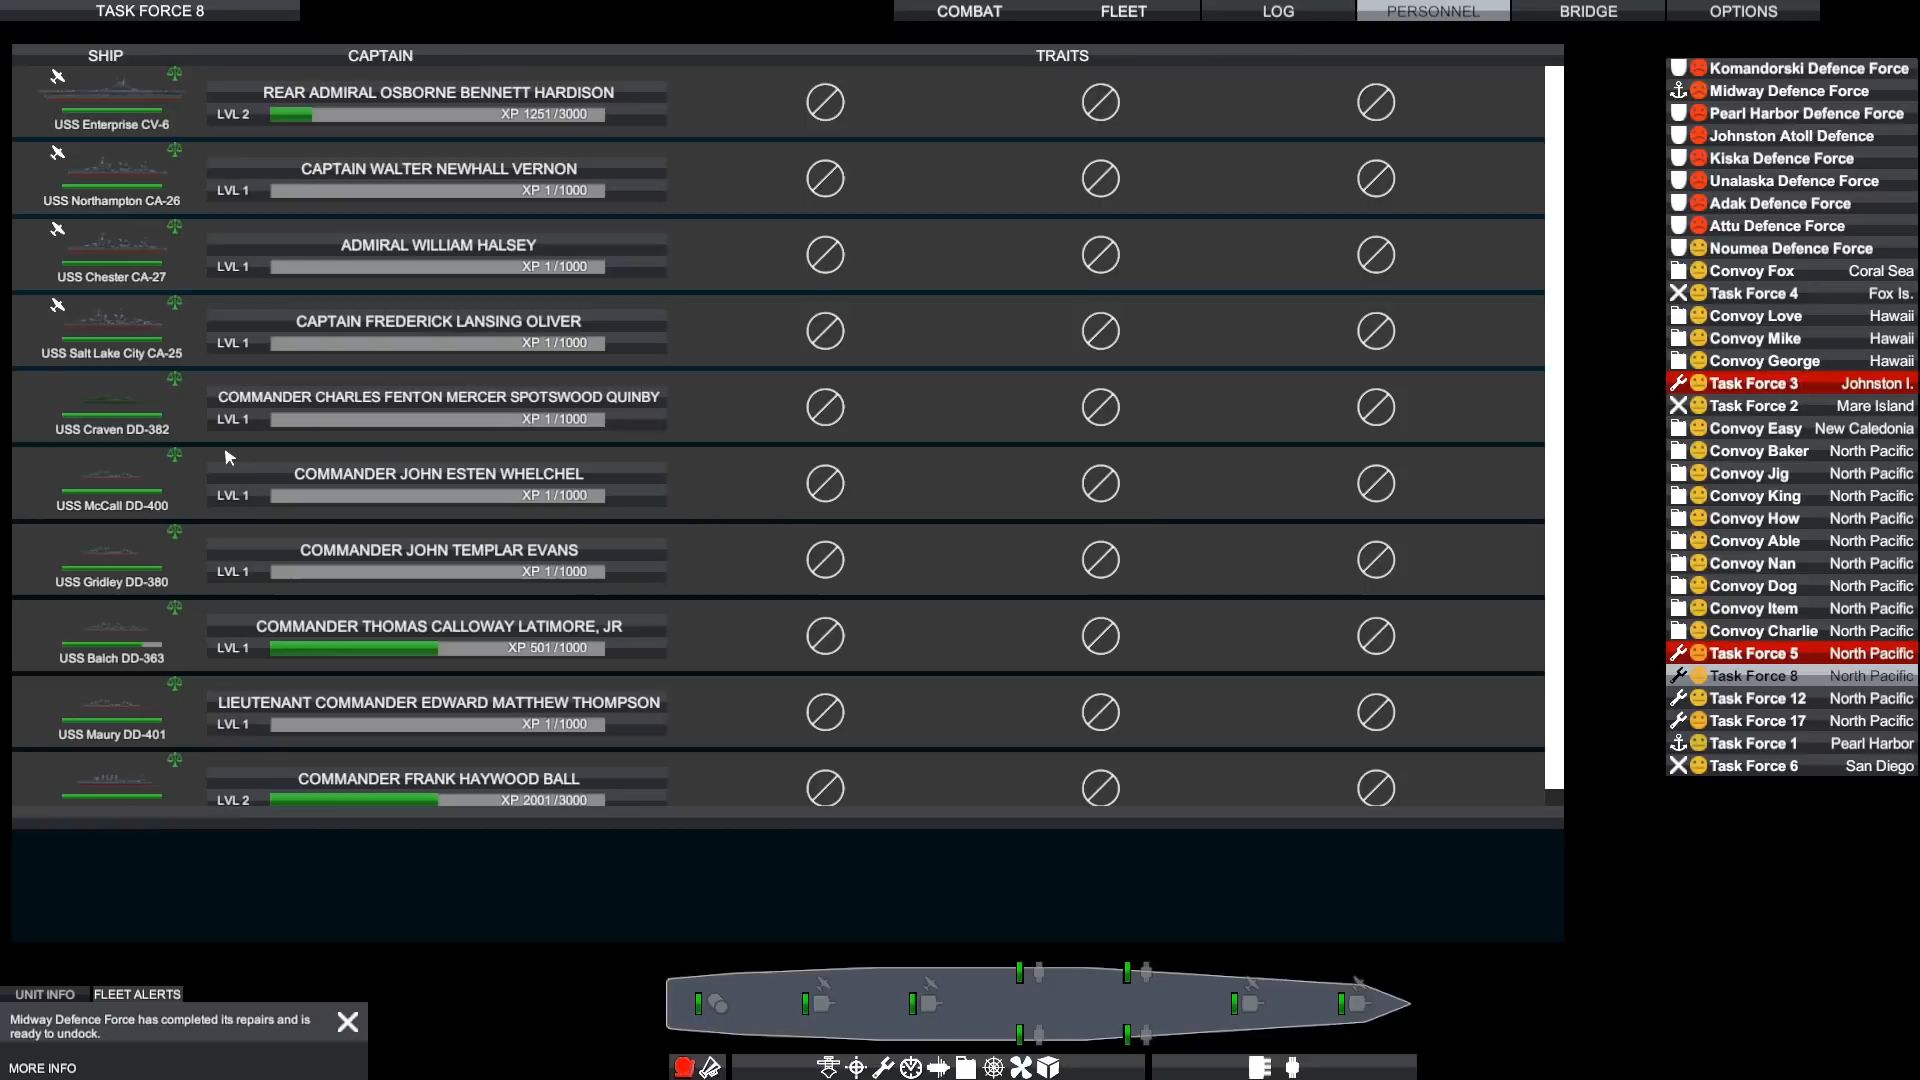 TASK FORCE 8
COMBAT FLEET LOG PERSONNEL BRIDGE OPTIONS
SHIP CAPTAIN TRAITS
USS Enterprise CV-6
REAR ADMIRAL OSBORNE BENNETT HARDISON
LVL 2 XP 1251/3000
USS Northampton CA-26
CAPTAIN WALTER NEWHALL VERNON
LVL 1 XP 1/1000
USS Chester CA-27
ADMIRAL WILLIAM HALSEY
LVL 1 XP 1/1000
USS Salt Lake City CA-25
CAPTAIN FREDERICK LANSING OLIVER
LVL 1 XP 1/1000
USS Craven DD-382
COMMANDER CHARLES FENTON MERCER SPOTSWOOD QUINBY
LVL 1 XP 1/1000
USS McCall DD-400
COMMANDER JOHN ESTEN WHELCHEL
LVL 1 XP 1/1000
USS Gridley DD-380
COMMANDER JOHN TEMPLAR EVANS
LVL 1 XP 1/1000
USS Balch DD-363
COMMANDER THOMAS CALLOWAY LATIMORE, JR
LVL 1 XP 501/1000
USS Maury DD-401
LIEUTENANT COMMANDER EDWARD MATTHEW THOMPSON
LVL 1 XP 1/1000
COMMANDER FRANK HAYWOOD BALL
LVL 2 XP 2001/3000
Komandorski Defence Force
Midway Defence Force
Pearl Harbor Defence Force
Johnston Atoll Defence
Kiska Defence Force
Unalaska Defence Force
Adak Defence Force
Attu Defence Force
Noumea Defence Force
Convoy Fox Coral Sea
Task Force 4 Fox Is.
Convoy Love Hawaii
Convoy Mike Hawaii
Convoy George Hawaii
Task Force 3 Johnston I.
Task Force 2 Mare Island
Convoy Easy New Caledonia
Convoy Baker North Pacific
Convoy Jig North Pacific
Convoy King North Pacific
Convoy How North Pacific
Convoy Able North Pacific
Convoy Nan North Pacific
Convoy Dog North Pacific
Convoy Item North Pacific
Convoy Charlie North Pacific
Task Force 5 North Pacific
Task Force 8 North Pacific
Task Force 12 North Pacific
Task Force 17 North Pacific
Task Force 1 Pearl Harbor
Task Force 6 San Diego
UNIT INFO FLEET ALERTS
Midway Defence Force has completed its repairs and is
ready to undock.
MORE INFO